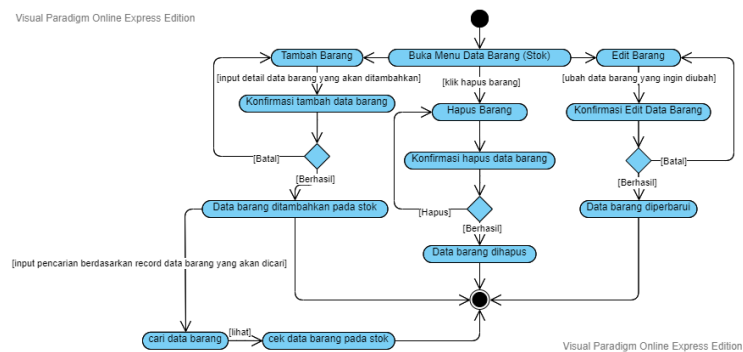 Visual Paradigm Online Express Edition
Tambah Barang
Buka Menu Data Barang (Stok)
Edit Barang
[input detail data barang yang akan ditambahkan]
[klik hapus barang]
[ubah data barang yang ingin diubah]
Konfirmasi tambah data barang
Hapus Barang
Konfirmasi Edit Data Barang
[Batal]
Konfirmasi hapus data barang
[Batal]
[Berhasil]
[Berhasil]
Data barang ditambahkan pada stok
[Hapus]
Data barang diperbarui
[Berhasil]
Data barang dihapus
[input pencarian berdasarkan record data barang yang akan dicari]
cari data barang
[lihat]
cek data barang pada stok
Visual Paradigm Online Express Edition